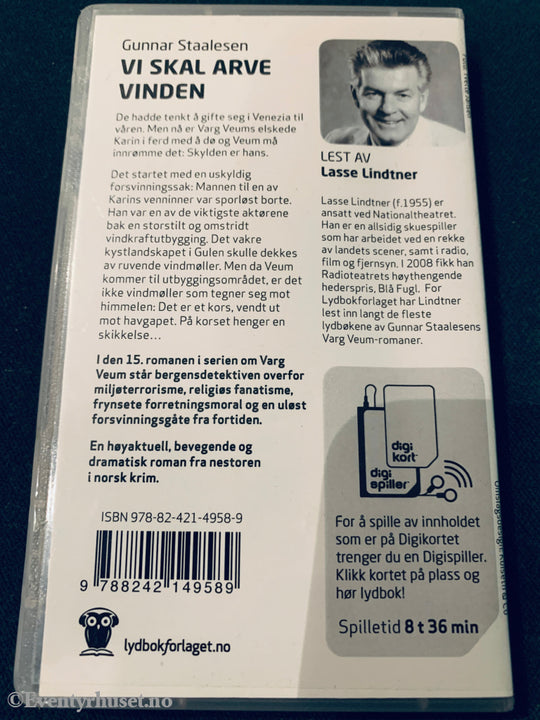 Gunnar Staalesen
VI SKAL ARVE
VINDEN
De hadde tenkt å gifte seg i Venezia til
våren. Men nå er Varg Veums elskede
Karin i ferd med å dø og Veum må
innrømme det: Skylden er hans.
Det startet med en uskyldig
forsvinningssak: Mannen til en av
Karins venninner var sporløst borte.
Han var en av de viktigste aktørene
bak en storstilt og omstridt
vindkraftutbygging. Det vakre
kystlandskapet i Gulen skulle dekkes
av ruvende vindmøller. Men da Veum
kommer til utbyggingsområdet, er det
ikke vindmøller som tegner seg mot
himmelen: Det er et kors, vendt ut
mot havgapet. På korset henger en
skikkelse...
I den 15. romanen i serien om Varg
Veum står bergensdetektiven overfor
miljøterrorisme, religiøs fanatisme,
frynsete forretningsmoral og en uløst
forsvinningsgåte fra fortiden.
En høyaktuell, bevegende og
dramatisk roman fra nestoren
i norsk krim.
ISBN 978-82-421-4958-9
9 788242 149589
lydbokforlaget.no
LEST AV
Lasse Lindtner
Lasse Lindtner (f.1955) er
ansatt ved Nationaltheatret.
Han er en allsidig skuespiller
som har arbeidet ved en rekke
av landets scener, samt i radio,
film og fjernsyn. I 2008 fikk han
Radioteatrets høythengende
hederspris, Blå Fugl. For
Lydbokforlaget har Lindtner
lest inn langt de fleste
lydbøkene av Gunnar Staalesens
Varg Veum-romaner.
digi
kort
digi
spiller
For å spille av innholdet
som er på Digikortet
trenger du en Digispiller.
Klikk kortet på plass og
hør lydbok!
Spilletid 8 t 36 min
©Eventyrhuset.no